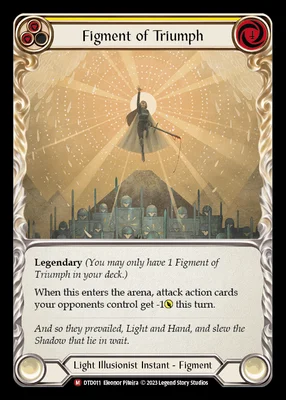 Figment of Triumph
Legendary (You may only have 1 Figment of
Triumph in your deck.)
When this enters the arena, attack action cards
your opponents control get -1 this turn.
And so they prevailed, Light and Hand, and slew the
Shadow that lie in wait.
Light Illusionist Instant - Figment
M DTD011 Eleonor Piteira © 2023 Legend Story Studios